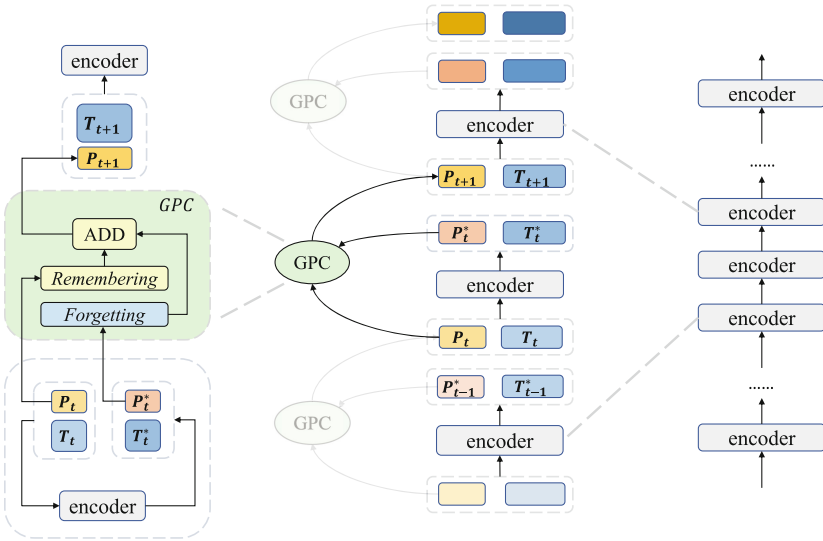 encoder
T_{t+1}
P_{t+1}
GPC
ADD
Remembering
Forgetting
P_t P_t^*
T_t T_t^*
encoder
GPC
encoder
P_{t+1} T_{t+1}
P_t^* T_t^*
GPC
encoder
P_t T_t
P_{t-1}^* T_{t-1}^*
GPC
encoder
encoder
......
encoder
encoder
encoder
......
encoder